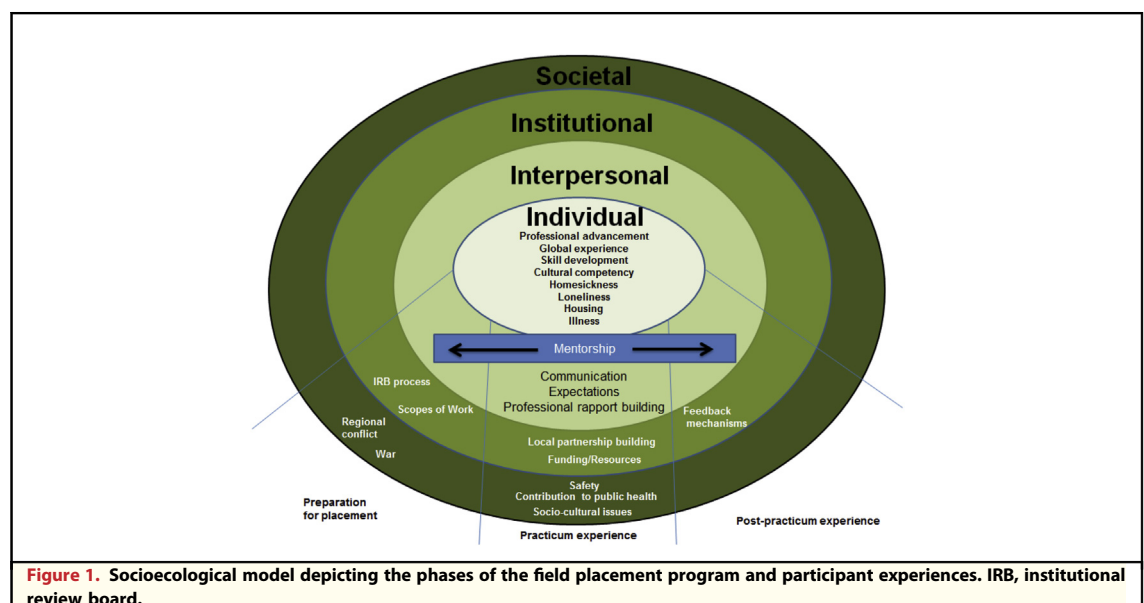 Societal
Institutional
Interpersonal
Individual
Professional advancement
Global experience
Skill development
Cultural competency
Homesickness
Loneliness
Housing
Illness
Mentorship
Communication
Expectations
Professional rapport building
IRB process
Scopes of Work
Regional
conflict
War
Feedback
mechanisms
Local partnership building
Funding/Resources
Safety
Contribution to public health
Socio-cultural issues
Preparation
for placement
Practicum experience
Post-practicum experience
Figure 1. Socioecological model depicting the phases of the field placement program and participant experiences. IRB, institutional
review board.